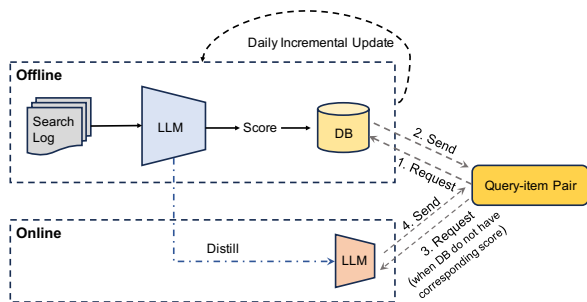 Daily Incremental Update
Offline
Search
Log
LLM
Score
DB
2. Send
1. Request
Query-item Pair
4. Send
3. Request
(when DB do not have
corresponding score)
Online
Distill
LLM